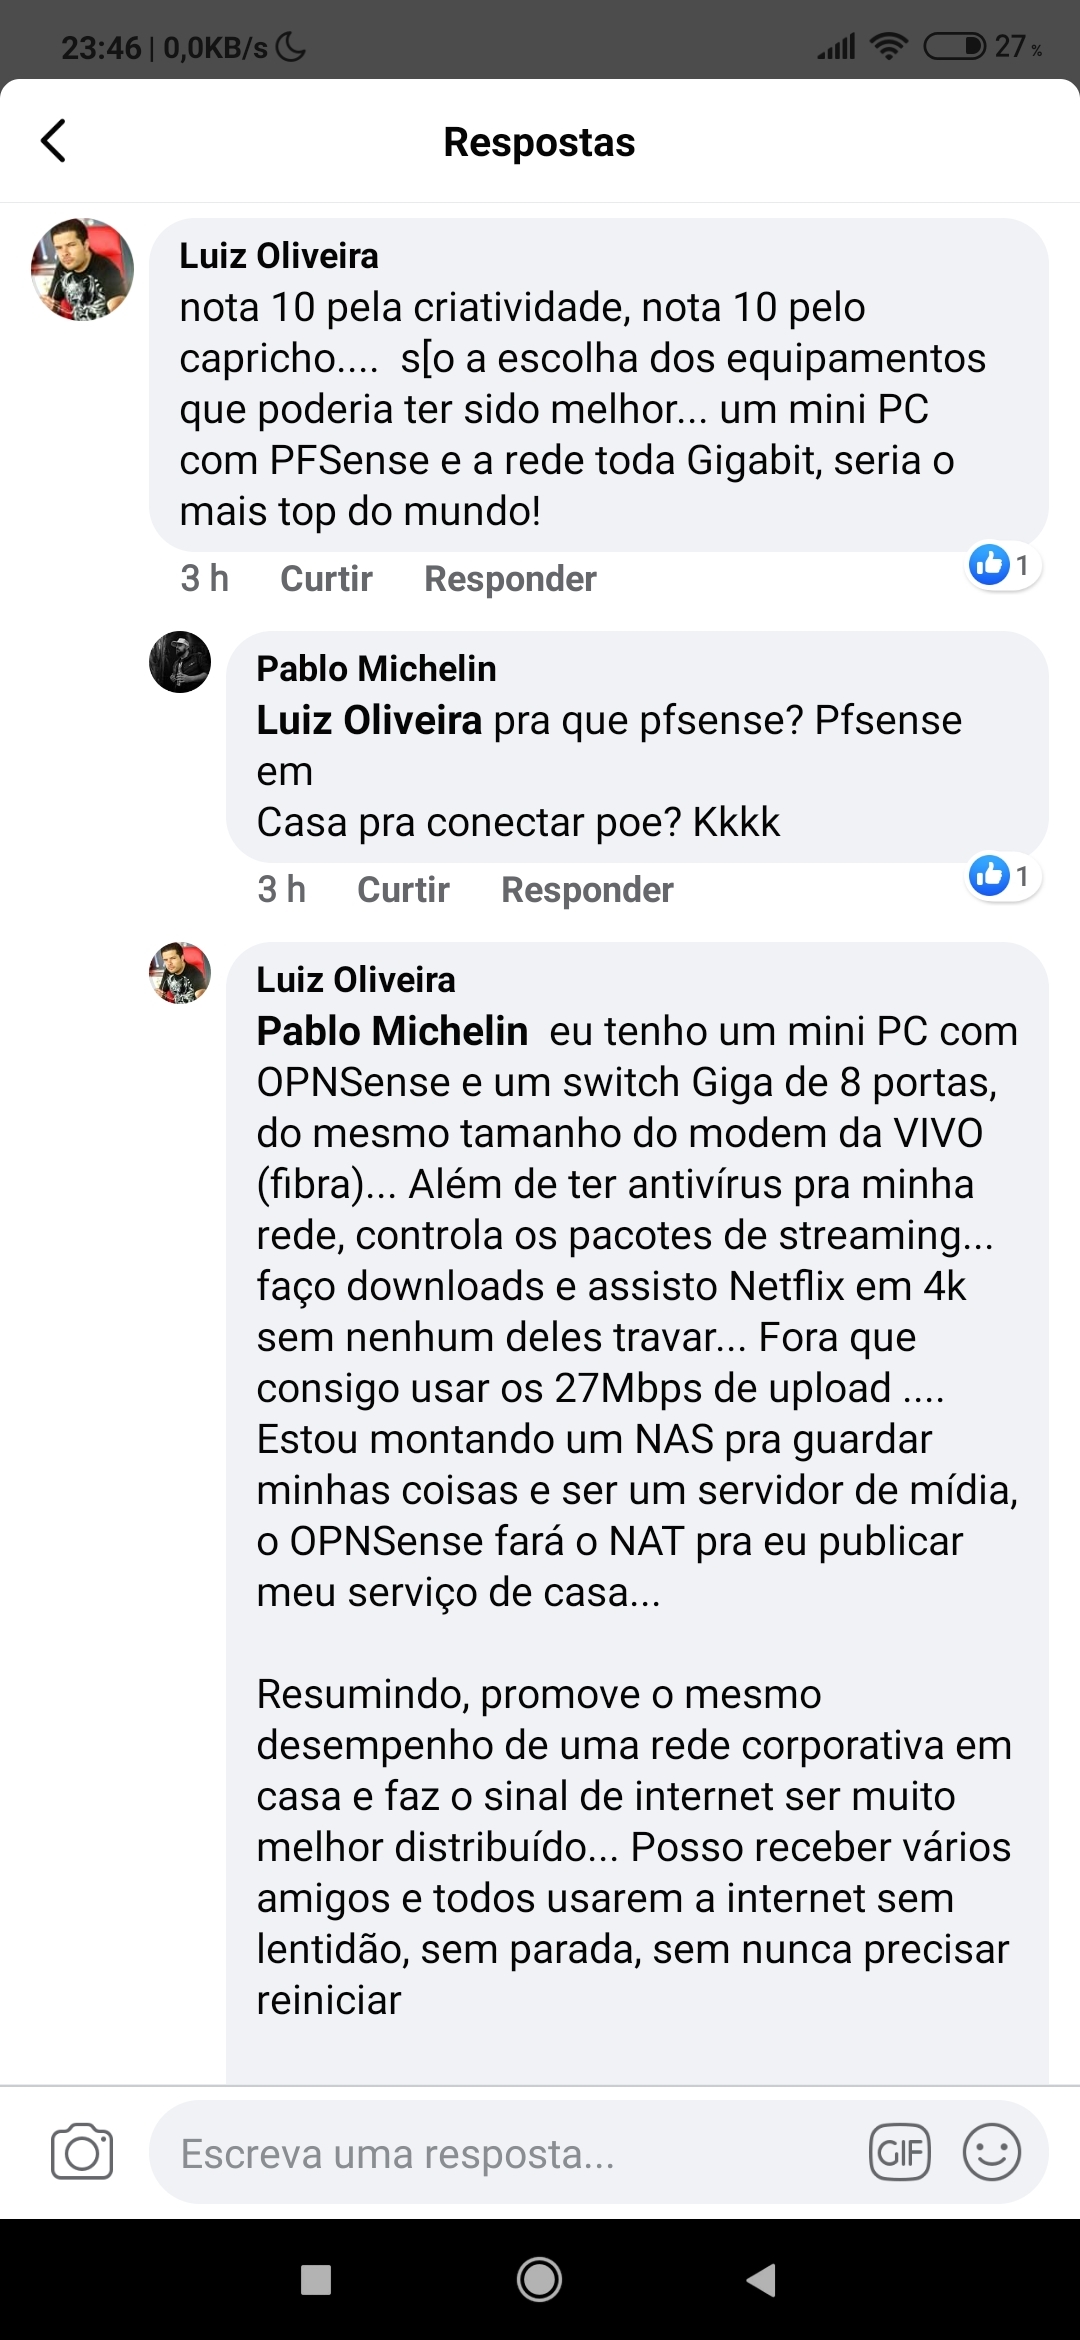 23:46 | 0,0KB/s
27 %
Respostas
Luiz Oliveira
nota 10 pela criatividade, nota 10 pelo
capricho....  s[o a escolha dos equipamentos
que poderia ter sido melhor... um mini PC
com PFSense e a rede toda Gigabit, seria o
mais top do mundo!
3 h Curtir Responder 1
Pablo Michelin
Luiz Oliveira pra que pfsense? Pfsense
em
Casa pra conectar poe? Kkkk
3 h Curtir Responder 1
Luiz Oliveira
Pablo Michelin  eu tenho um mini PC com
OPNSense e um switch Giga de 8 portas,
do mesmo tamanho do modem da VIVO
(fibra)... Além de ter antivírus pra minha
rede, controla os pacotes de streaming...
faço downloads e assisto Netflix em 4k
sem nenhum deles travar... Fora que
consigo usar os 27Mbps de upload ....
Estou montando um NAS pra guardar
minhas coisas e ser um servidor de mídia,
o OPNSense fará o NAT pra eu publicar
meu serviço de casa...
Resumindo, promove o mesmo
desempenho de uma rede corporativa em
casa e faz o sinal de internet ser muito
melhor distribuído... Posso receber vários
amigos e todos usarem a internet sem
lentidão, sem parada, sem nunca precisar
reiniciar
Escreva uma resposta...
GIF